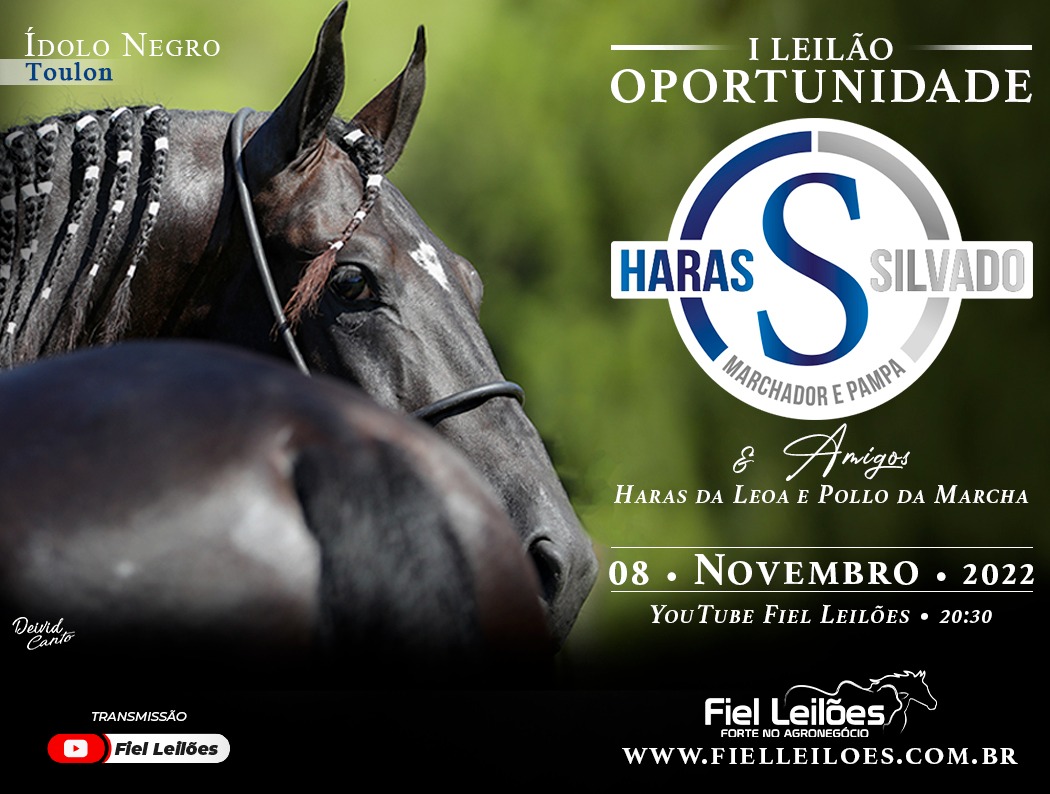 Ídolo Negro
Toulon
I LEILÃO
OPORTUNIDADE
HARAS S SILVADO
MARCHADOR E PAMPA
& Amigos
Haras da Leoa e Pollo da Marcha
08 • Novembro • 2022
YouTube Fiel Leilões • 20:30
Deivid
Canto
TRANSMISSÃO
Fiel Leilões
Fiel Leilões
FORTE NO AGRONEGÓCIO
WWW.FIELLEILOES.COM.BR